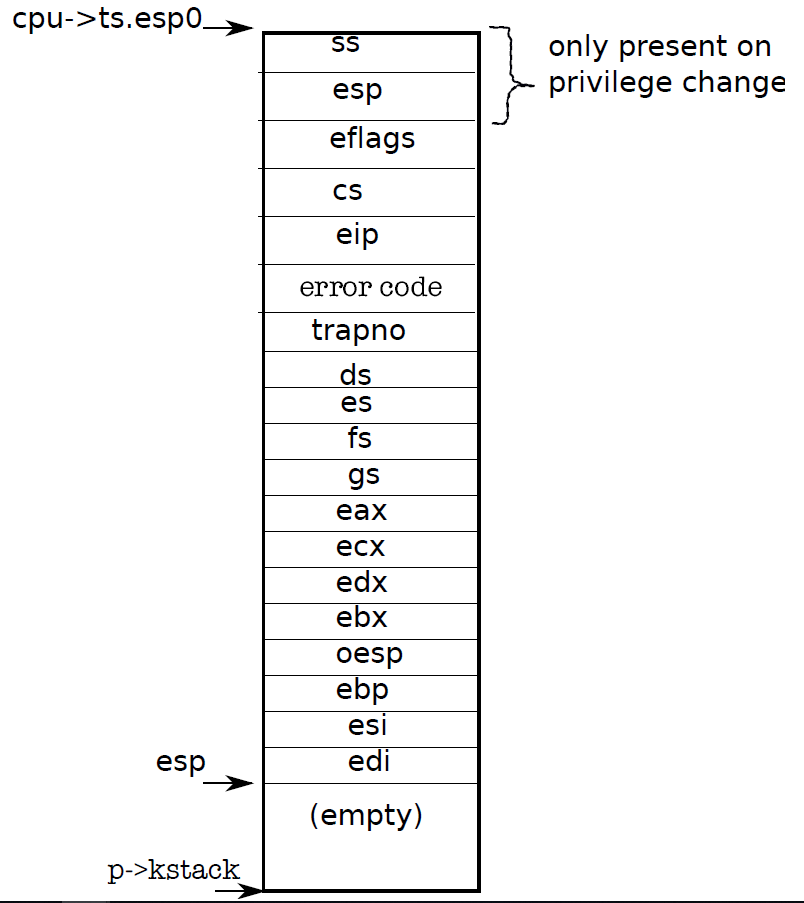 cpu->ts.esp0
ss
only present on
privilege change
esp
eflags
cs
eip
error code
trapno
ds
es
fs
gs
eax
ecx
edx
ebx
oesp
ebp
esi
esp
edi
(empty)
p->kstack